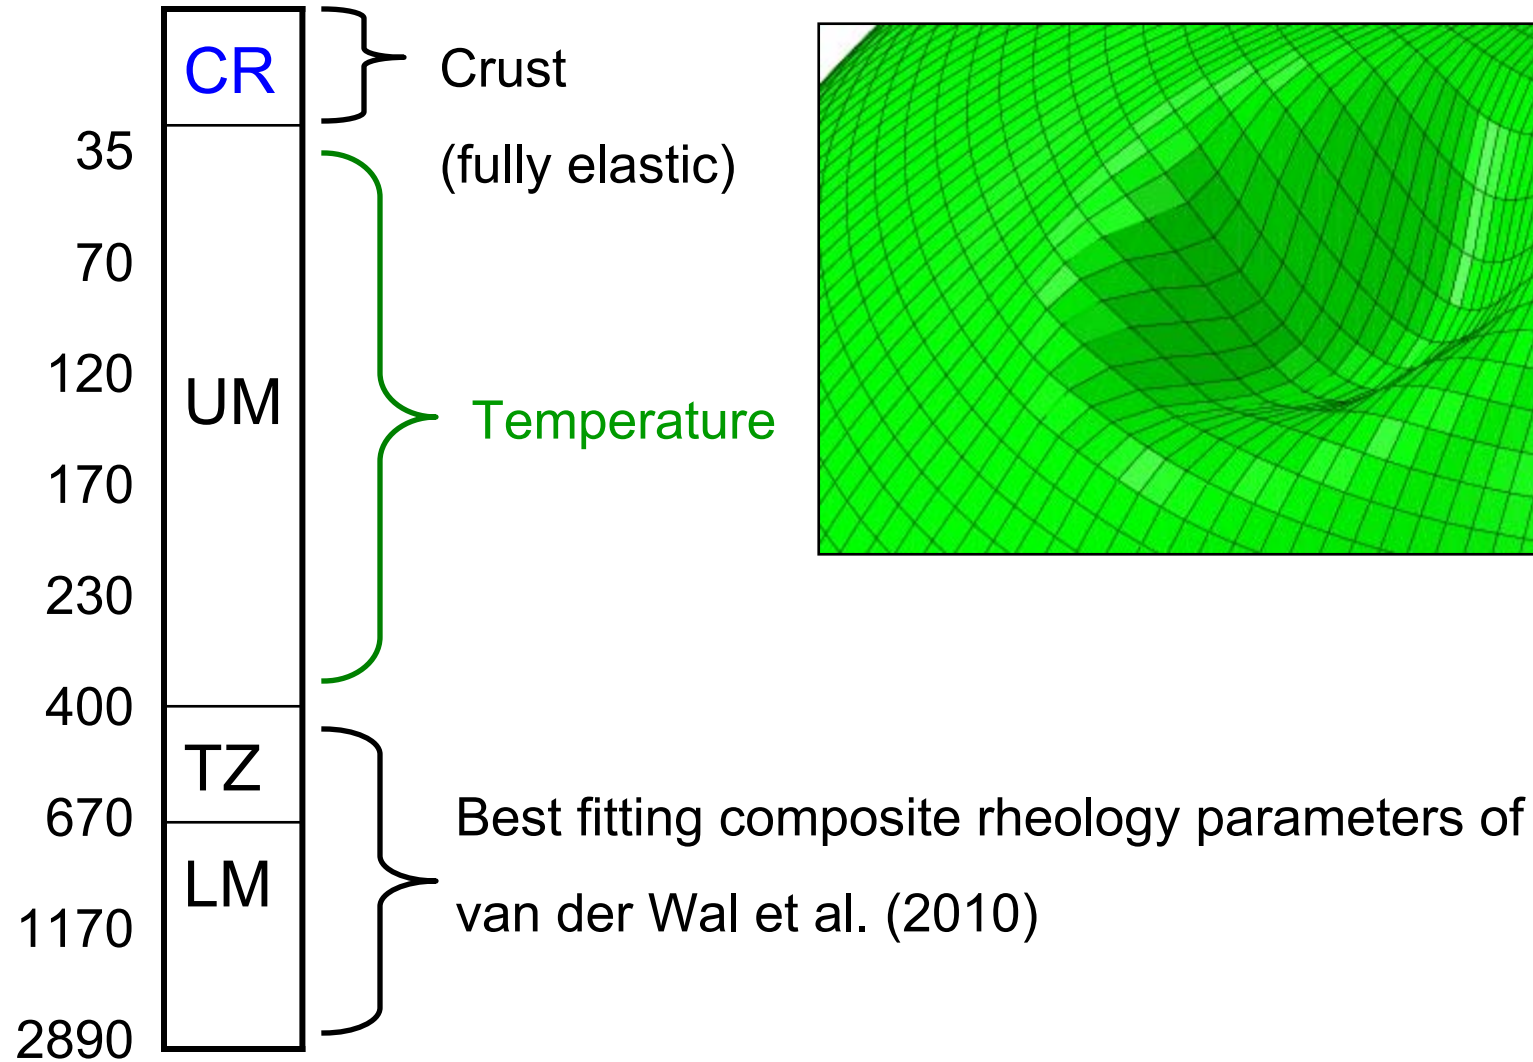 CR
Crust
(fully elastic)
35
70
120
UM
Temperature
170
230
400
TZ
670
Best fitting composite rheology parameters of
LM
van der Wal et al. (2010)
1170
2890